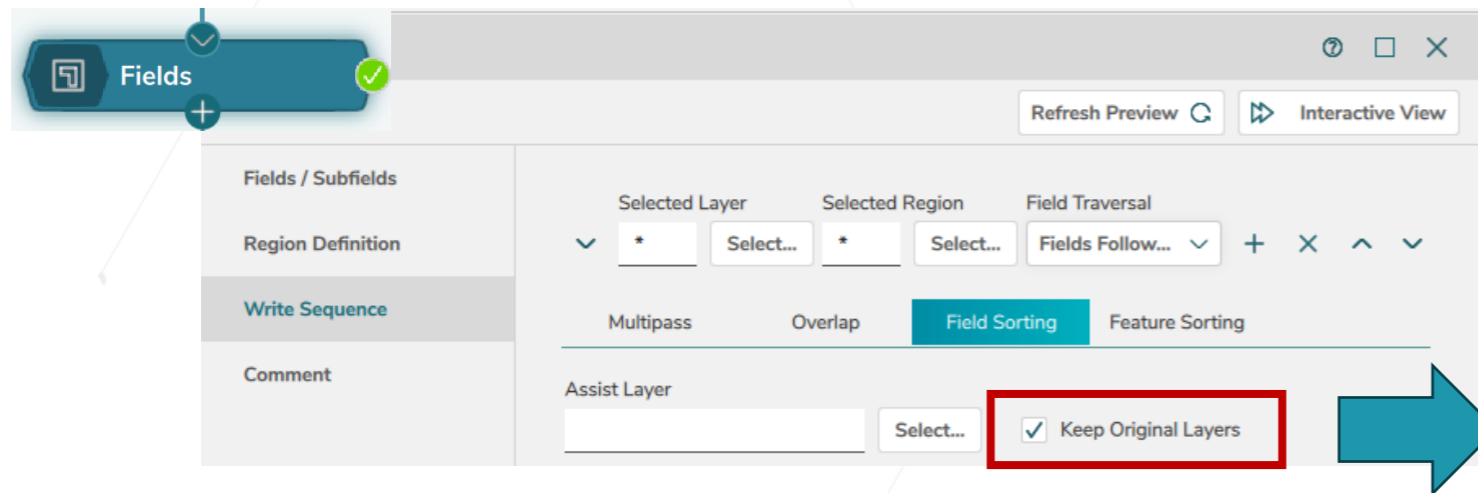 Fields
Refresh Preview
Interactive View
Fields / Subfields
Region Definition
Write Sequence
Comment
Selected Layer Selected Region Field Traversal
* Select... * Select... Fields Follow...
Multipass Overlap Field Sorting Feature Sorting
Assist Layer
Select... Keep Original Layers